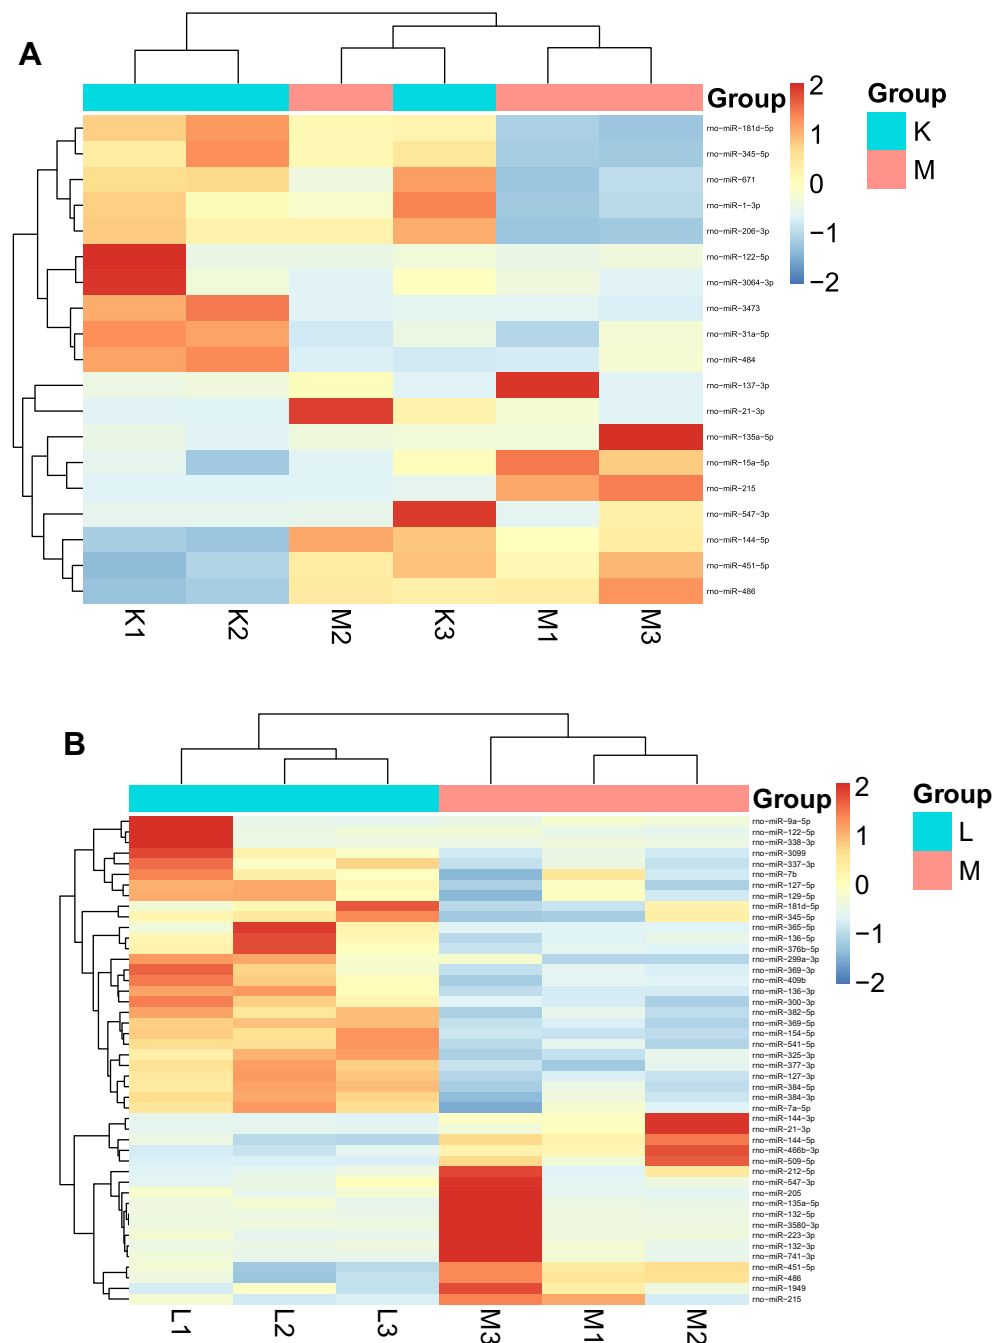 A
Group
rno-miR-181d-5p
rno-miR-345-5p
rno-miR-671
rno-miR-1-3p
rno-miR-206-3p
rno-miR-122-5p
rno-miR-3064-3p
rno-miR-3473
rno-miR-31a-5p
rno-miR-484
rno-miR-137-3p
rno-miR-21-3p
rno-miR-135a-5p
rno-miR-15a-5p
rno-miR-215
rno-miR-547-3p
rno-miR-144-5p
rno-miR-451-5p
rno-miR-486
K1 K2 M2 K3 M1 M3
2
1
0
−1
−2
Group
K
M
B
Group
rno-miR-9a-5p
rno-miR-122-5p
rno-miR-338-3p
rno-miR-3099
rno-miR-337-3p
rno-miR-7b
rno-miR-127-5p
rno-miR-129-5p
rno-miR-181d-5p
rno-miR-345-5p
rno-miR-365-5p
rno-miR-136-5p
rno-miR-376b-5p
rno-miR-299a-3p
rno-miR-369-3p
rno-miR-409b
rno-miR-136-3p
rno-miR-300-3p
rno-miR-382-5p
rno-miR-369-5p
rno-miR-154-5p
rno-miR-541-5p
rno-miR-325-3p
rno-miR-377-3p
rno-miR-127-3p
rno-miR-384-5p
rno-miR-384-3p
rno-miR-7a-5p
rno-miR-144-3p
rno-miR-21-3p
rno-miR-144-5p
rno-miR-466b-3p
rno-miR-509-5p
rno-miR-212-5p
rno-miR-547-3p
rno-miR-205
rno-miR-135a-5p
rno-miR-132-5p
rno-miR-3580-3p
rno-miR-223-3p
rno-miR-132-3p
rno-miR-741-3p
rno-miR-451-5p
rno-miR-486
rno-miR-1949
rno-miR-215
L1 L2 L3 M3 M1 M2
2
1
0
−1
−2
Group
L
M